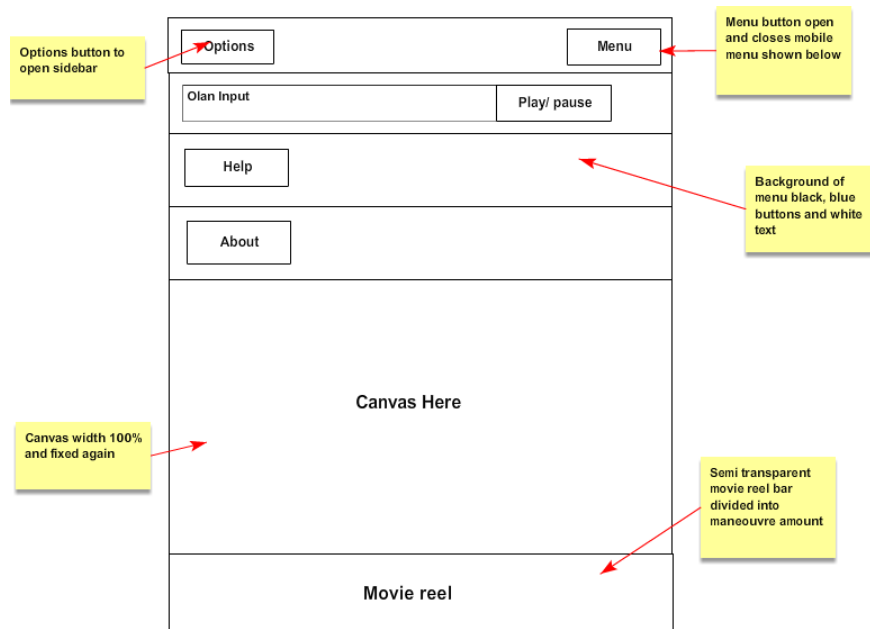 Options button to
open sidebar
Options
Menu
Menu button open
and closes mobile
menu shown below
Olan Input
Play/ pause
Help
Background of
menu black, blue
buttons and white
text
About
Canvas Here
Canvas width 100%
and fixed again
Semi transparent
movie reel bar
divided into
maneouvre amount
Movie reel